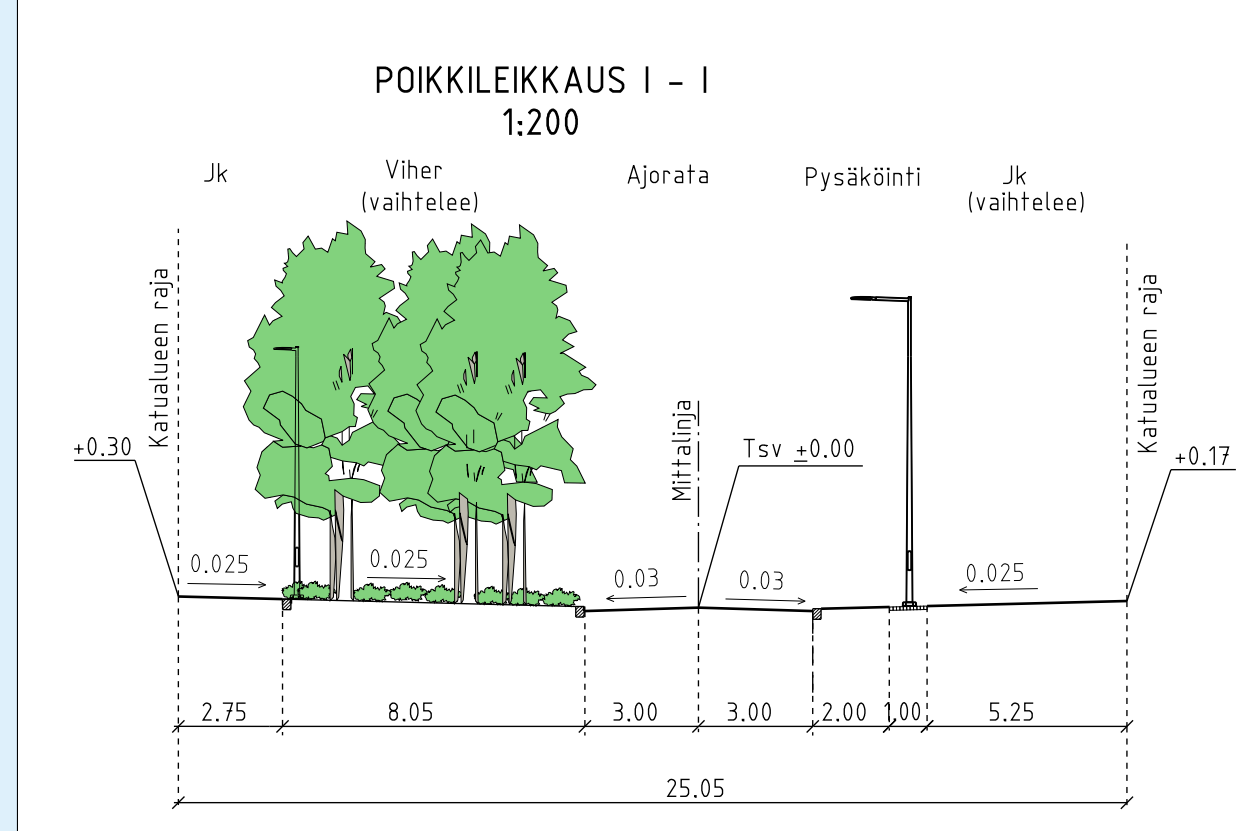 POIKKILEIKKAUS I - I
1:200
Jk
Viher
(vaihtelee)
Ajorata
Pysäköinti
Jk
(vaihtelee)
Katualueen raja
+0.30
Mittalinja
Tsv ±0.00
Katualueen raja
+0.17
0.025
0.025
0.03
0.03
0.025
2.75
8.05
3.00
3.00
2.00
1.00
5.25
25.05